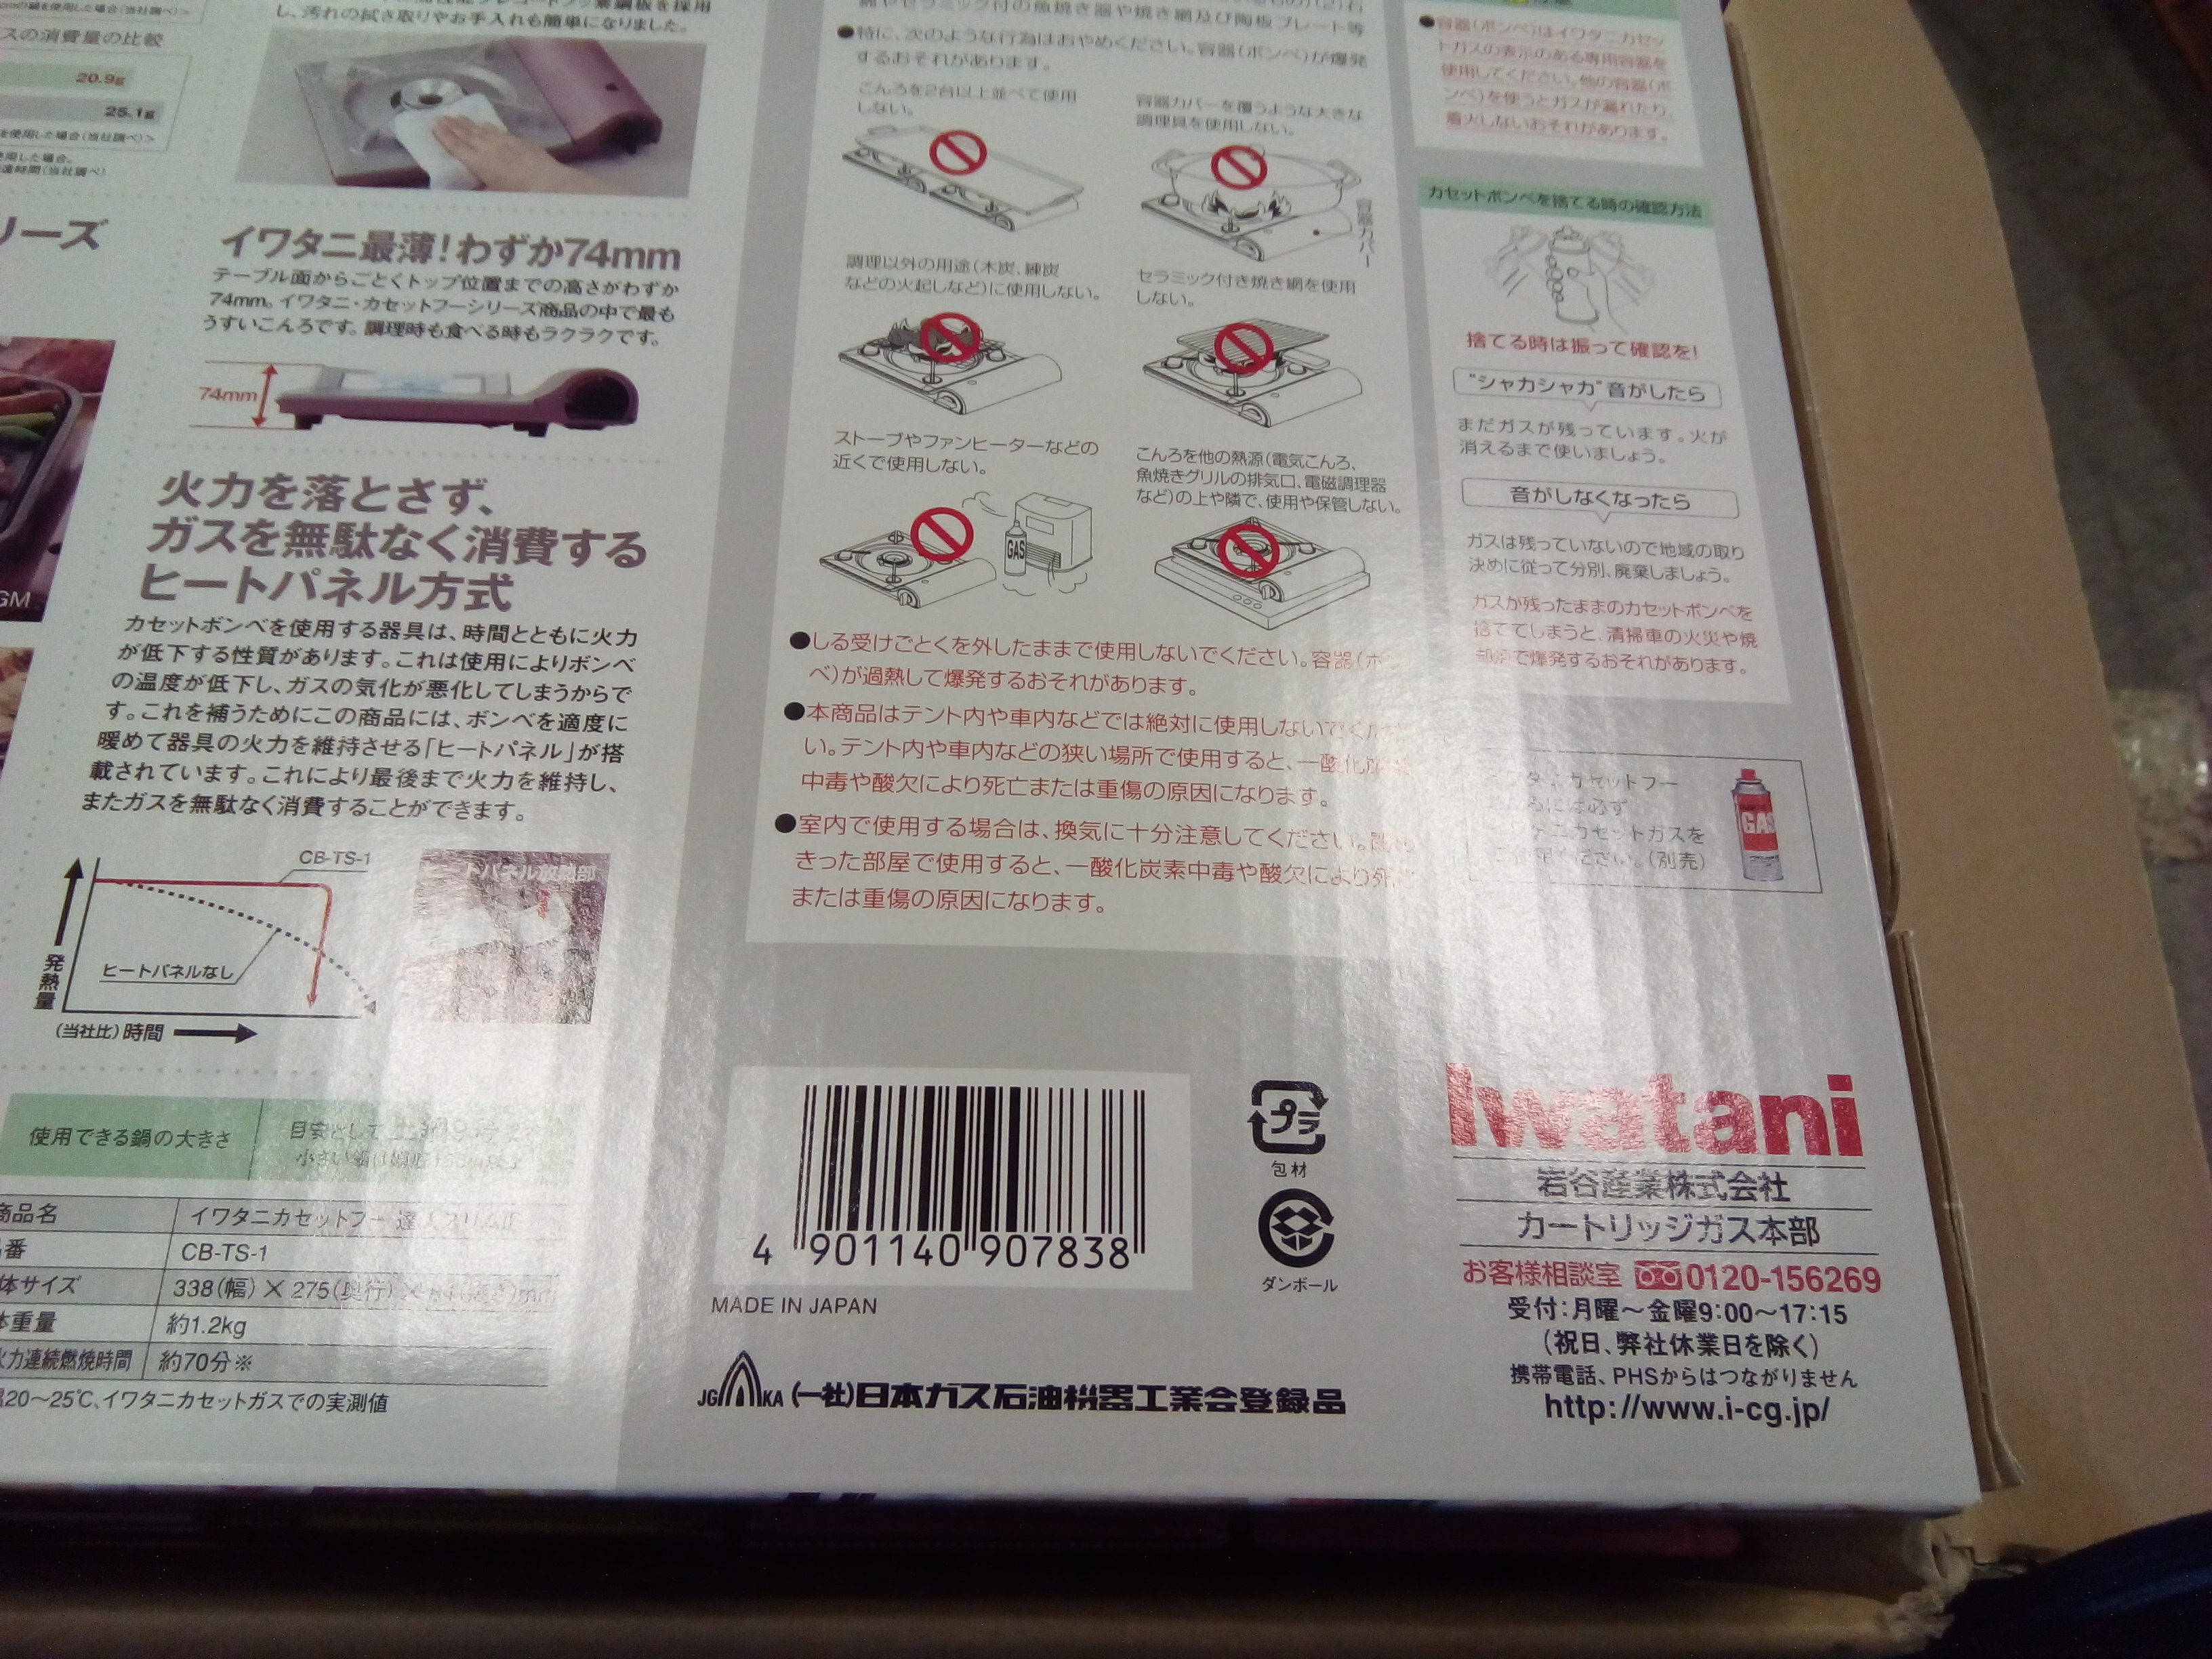 し、汚れの拭き取りやお手入れも簡単になりました。
スの消費量の比較
20.9g
25.1g
リーズ
GM
イワタニ最薄!わずか74mm
テーブル面からごとくトップ位置までの高さがわずか
74mm。イワタニ・カセットフーシリーズ商品の中で最も
うすいこんろです。調理時も食べる時もラクラクです。
74mm
火力を落とさず、
ガスを無駄なく消費する
ヒートパネル方式
カセットボンベを使用する器具は、時間とともに火力
が低下する性質があります。これは使用によりボンベ
の温度が低下し、ガスの気化が悪化してしまうからで
す。これを補うためにこの商品には、ボンベを適度に
暖めて器具の火力を維持させる「ヒートパネル」が搭
載されています。これにより最後まで火力を維持し、
またガスを無駄なく消費することができます。
CB-TS-1
ヒートパネルなし
発熱量
(当社比) 時間
トパネル放熱部
使用できる鍋の大きさ
商品名 イワタニカセットフー 達人
番 CB-TS-1
体サイズ 338(幅)×275(奥行)
重量 約1.2kg
火力連続燃焼時間 約70分※
20〜25℃、イワタニカセットガスでの実測値
綿やセラミック付の魚焼き器や焼き網及び陶板プレート等
●特に、次のような行為はおやめください。容器(ボンベ)が爆発
するおそれがあります。
こんろを2台以上並べて使用
しない。
容器カバーを覆うような大きな
調理具を使用しない。
容器カバー
調理以外の用途(木炭、練炭
などの火起しなど)に使用しない。
セラミック付き焼き網を使用
しない。
ストーブやファンヒーターなどの
近くで使用しない。
GAS
こんろを他の熱源(電気こんろ、
魚焼きグリルの排気口、電磁調理器
など)の上や隣で、使用や保管しない。
●しる受けごとくを外したままで使用しないでください。容器(ボン
ベ)が過熱して爆発するおそれがあります。
●本商品はテント内や車内などでは絶対に使用しないでくださ
い。テント内や車内などの狭い場所で使用すると、一酸化炭素
中毒や酸欠により死亡または重傷の原因になります。
●室内で使用する場合は、換気に十分注意してください。閉め
きった部屋で使用すると、一酸化炭素中毒や酸欠により死亡
または重傷の原因になります。
●容器(ボンベ)はイワタニカセッ
トガスの表示のある専用容器を
使用してください。他の容器(ボ
ンベ)を使うとガスが漏れたり、
着火しないおそれがあります。
カセットボンベを捨てる時の確認方法
捨てる時は振って確認を!
"シャカシャカ"音がしたら
まだガスが残っています。火が
消えるまで使いましょう。
音がしなくなったら
ガスは残っていないので地域の取り
決めに従って分別、廃棄しましょう。
ガスが残ったままのカセットボンベを
捨ててしまうと、清掃車の火災や焼
却炉で爆発するおそれがあります。
カセットフー
には必ず
カセットガスを
ください。(別売)
GAS
4 901140 907838
MADE IN JAPAN
プラ
包材
ダンボール
JG KA (一社)日本ガス石油機器工業会登録品
Iwatani
岩谷産業株式会社
カートリッジガス本部
お客様相談室 0120-156269
受付:月曜〜金曜9:00〜17:15
(祝日、弊社休業日を除く)
携帯電話、PHSからはつながりません
http://www.i-cg.jp/